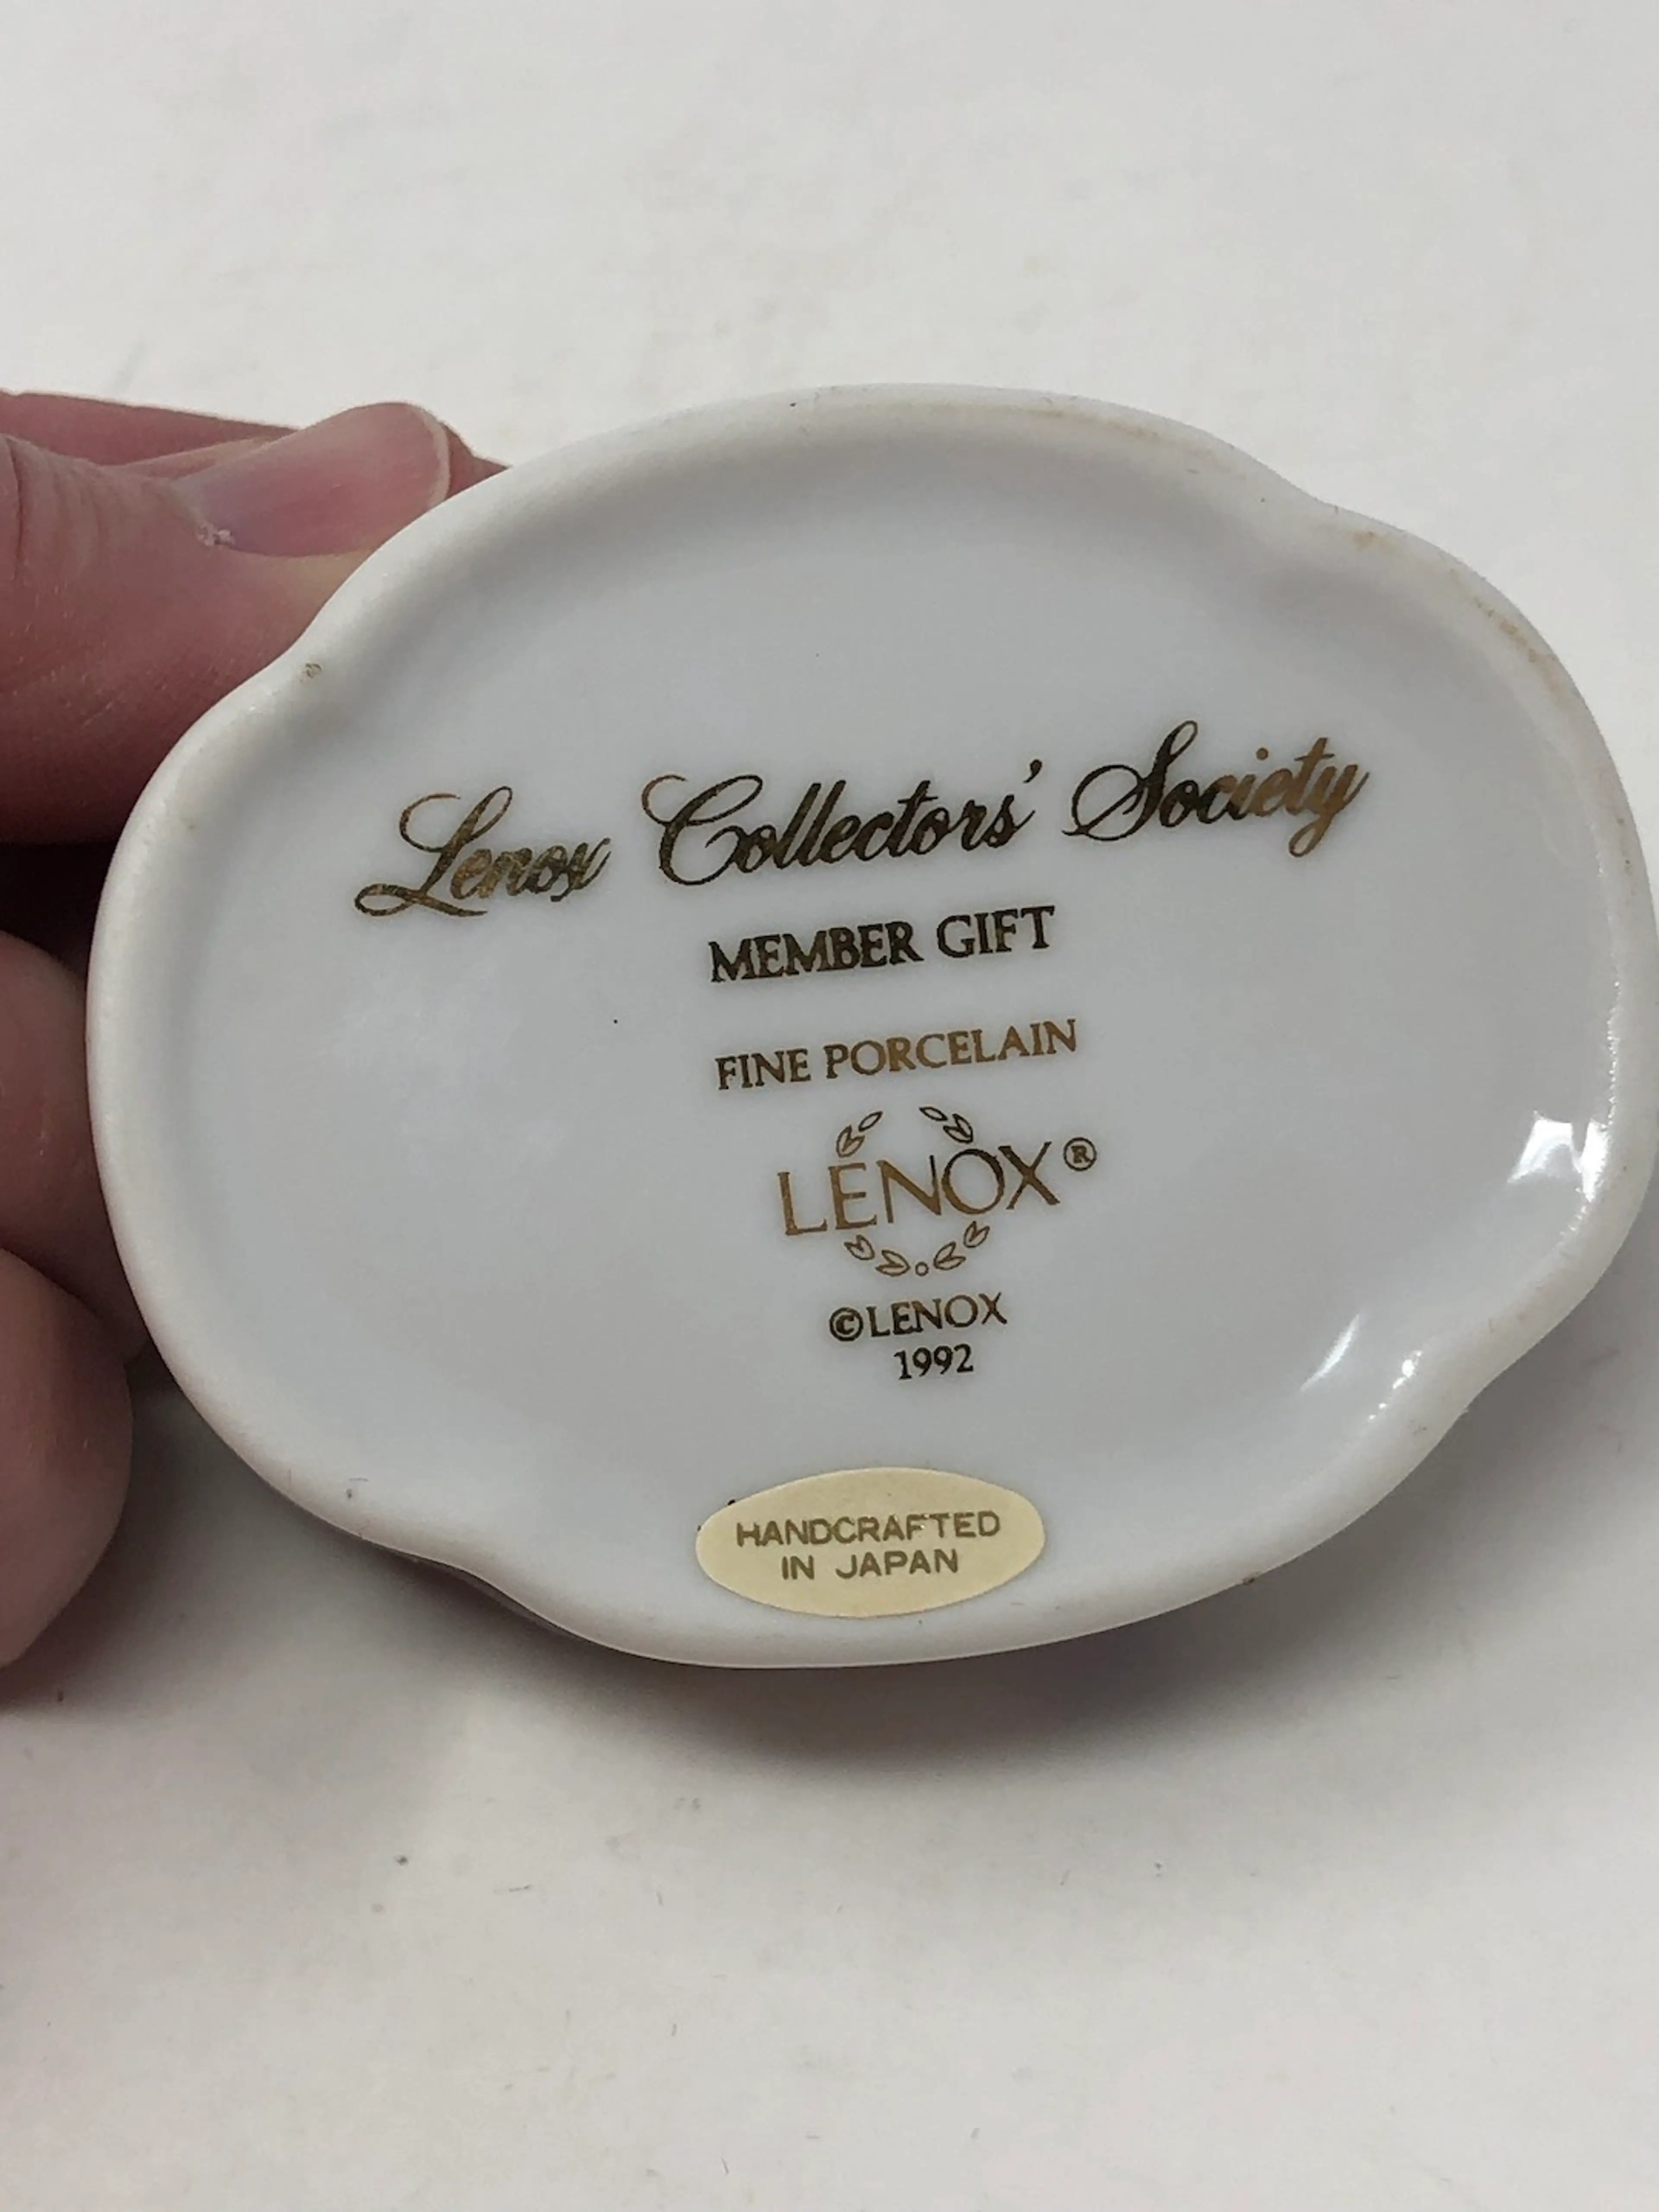 Lenox Collectors' Society
MEMBER GIFT
FINE PORCELAIN
LENOX®
©LENOX
1992
HANDCRAFTED
IN JAPAN